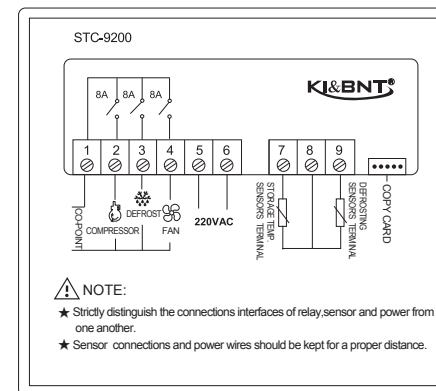 STC-9200
KI&BNT
8A 8A 8A
1 2 3 4 5 6 7 8 9
CO-POINT
COMPRESSOR
DEFROST
FAN
220VAC
STORAGE TEMP.
SENSOR'S TERMINAL
DEFROSTING
SENSOR'S TERMINAL
COPY CARD
NOTE:
★ Strictly distinguish the connections interfaces of relay,sensor and power from
one another.
★ Sensor connections and power wires should be kept for a proper distance.